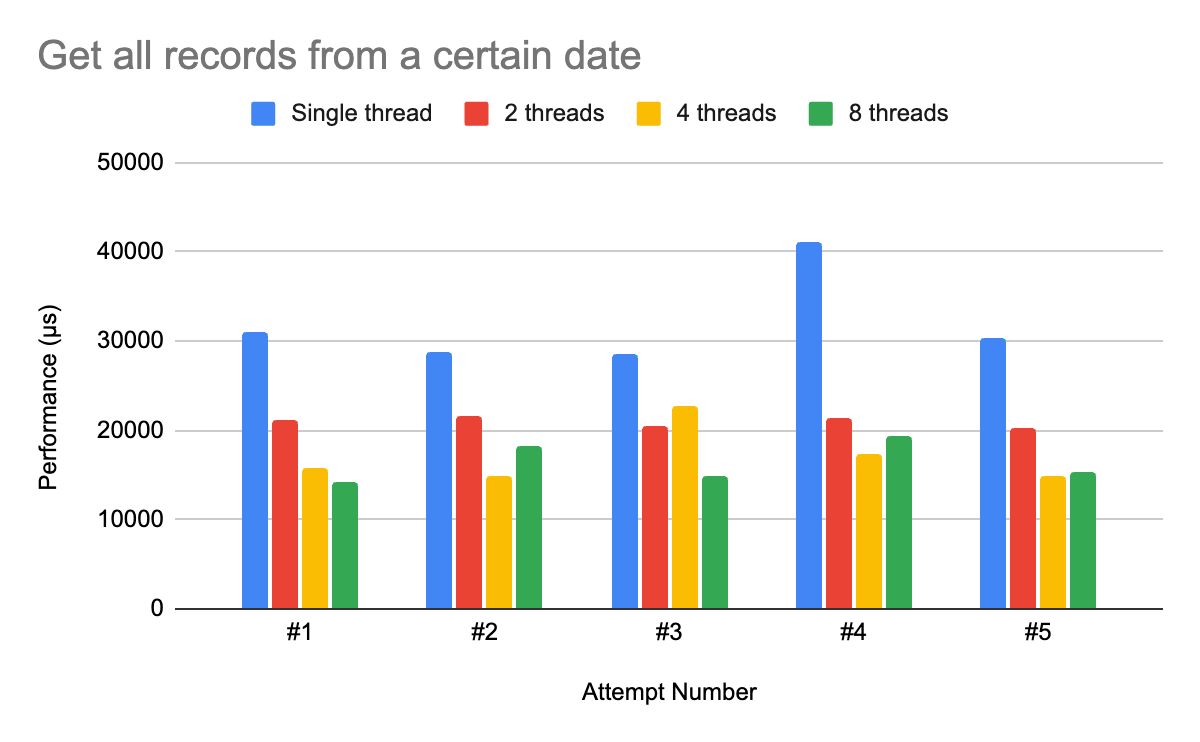 Get all records from a certain date
Single thread 2 threads 4 threads 8 threads
50000
40000
30000
20000
10000
0
Performance (µs)
#1 #2 #3 #4 #5
Attempt Number